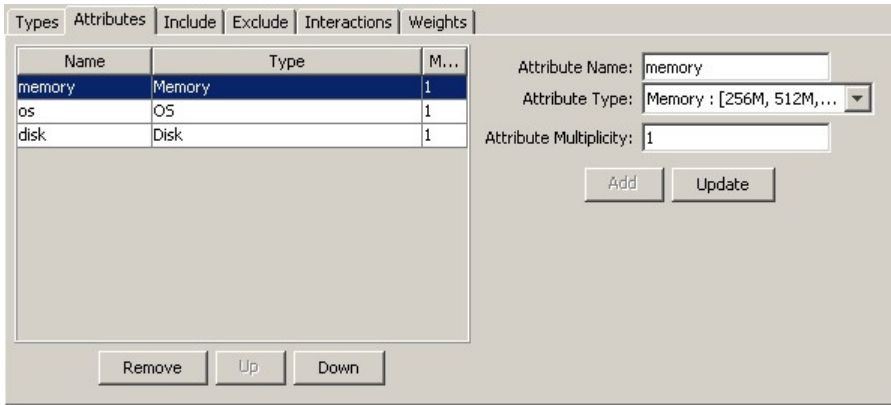 Types Attributes Include Exclude Interactions Weights
Name Type M...
memory Memory 1
os OS 1
disk Disk 1
Attribute Name: memory
Attribute Type: Memory : [256M, 512M,...
Attribute Multiplicity: 1
Add Update
Remove Up Down